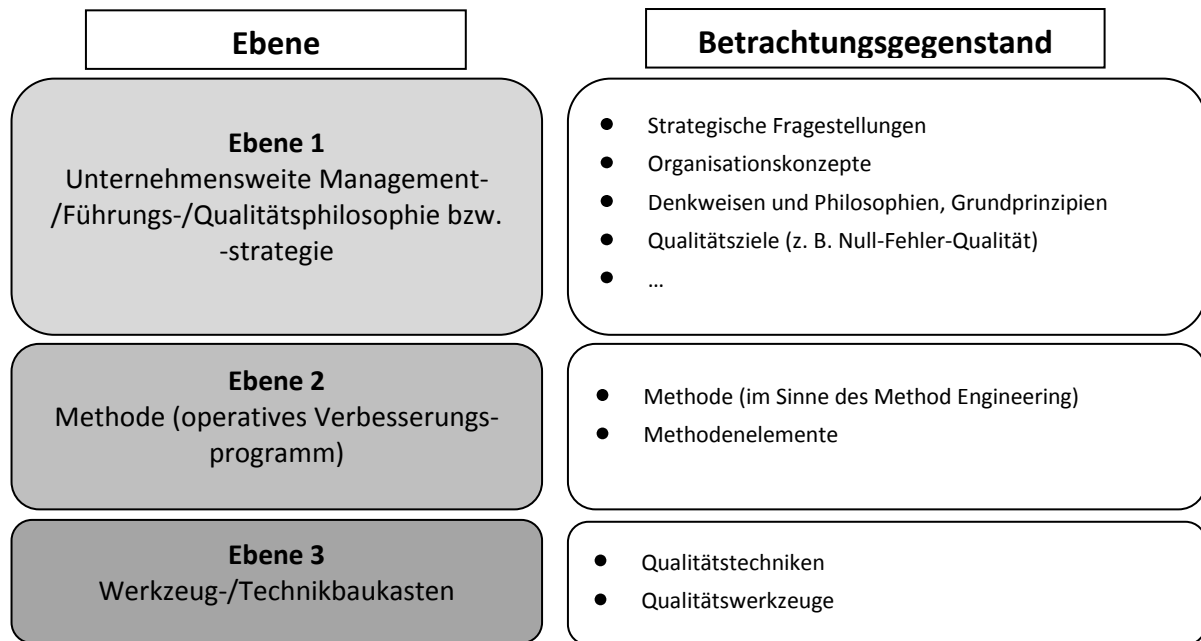 Ebene
Betrachtungsgegenstand
Ebene 1
Unternehmensweite Management-
/Führungs-/Qualitätsphilosophie bzw.
-strategie
● Strategische Fragestellungen
● Organisationskonzepte
● Denkweisen und Philosophien, Grundprinzipien
● Qualitätsziele (z. B. Null-Fehler-Qualität)
● …
Ebene 2
Methode (operatives Verbesserungs-
programm)
● Methode (im Sinne des Method Engineering)
● Methodenelemente
Ebene 3
Werkzeug-/Technikbaukasten
● Qualitätstechniken
● Qualitätswerkzeuge